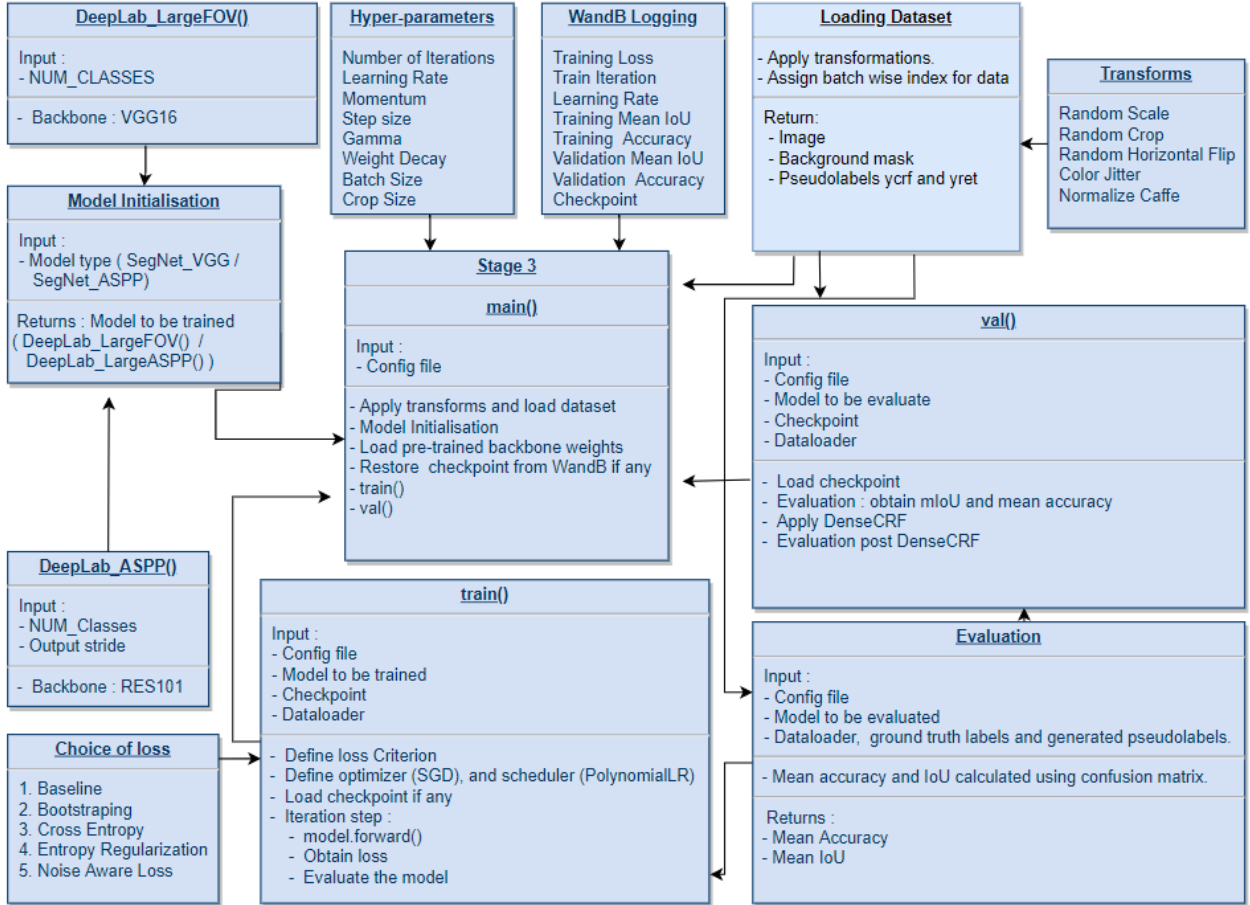 DeepLab_LargeFOV()
Input :
- NUM_CLASSES
- Backbone : VGG16
Hyper-parameters
Number of Iterations
Learning Rate
Momentum
Step size
Gamma
Weight Decay
Batch Size
Crop Size
WandB Logging
Training Loss
Train Iteration
Learning Rate
Training Mean IoU
Training Accuracy
Validation Mean IoU
Validation Accuracy
Checkpoint
Loading Dataset
- Apply transformations.
- Assign batch wise index for data
Return:
- Image
- Background mask
- Pseudolabels ycrf and yret
Transforms
Random Scale
Random Crop
Random Horizontal Flip
Color Jitter
Normalize Caffe
Model Initialisation
Input :
- Model type ( SegNet_VGG /
SegNet_ASPP)
Returns : Model to be trained
( DeepLab_LargeFOV() /
DeepLab_LargeASPP() )
Stage 3
main()
Input :
- Config file
- Apply transforms and load dataset
- Model Initialisation
- Load pre-trained backbone weights
- Restore checkpoint from WandB if any
- train()
- val()
val()
Input :
- Config file
- Model to be evaluate
- Checkpoint
- Dataloader
- Load checkpoint
- Evaluation : obtain mIoU and mean accuracy
- Apply DenseCRF
- Evaluation post DenseCRF
DeepLab_ASPP()
Input :
- NUM_Classes
- Output stride
- Backbone : RES101
train()
Input :
- Config file
- Model to be trained
- Checkpoint
- Dataloader
- Define loss Criterion
- Define optimizer (SGD), and scheduler (PolynomialLR)
- Load checkpoint if any
- Iteration step :
- model.forward()
- Obtain loss
- Evaluate the model
Evaluation
Input :
- Config file
- Model to be evaluated
- Dataloader, ground truth labels and generated pseudolabels.
- Mean accuracy and IoU calculated using confusion matrix.
Returns :
- Mean Accuracy
- Mean IoU
Choice of loss
1. Baseline
2. Bootstraping
3. Cross Entropy
4. Entropy Regularization
5. Noise Aware Loss